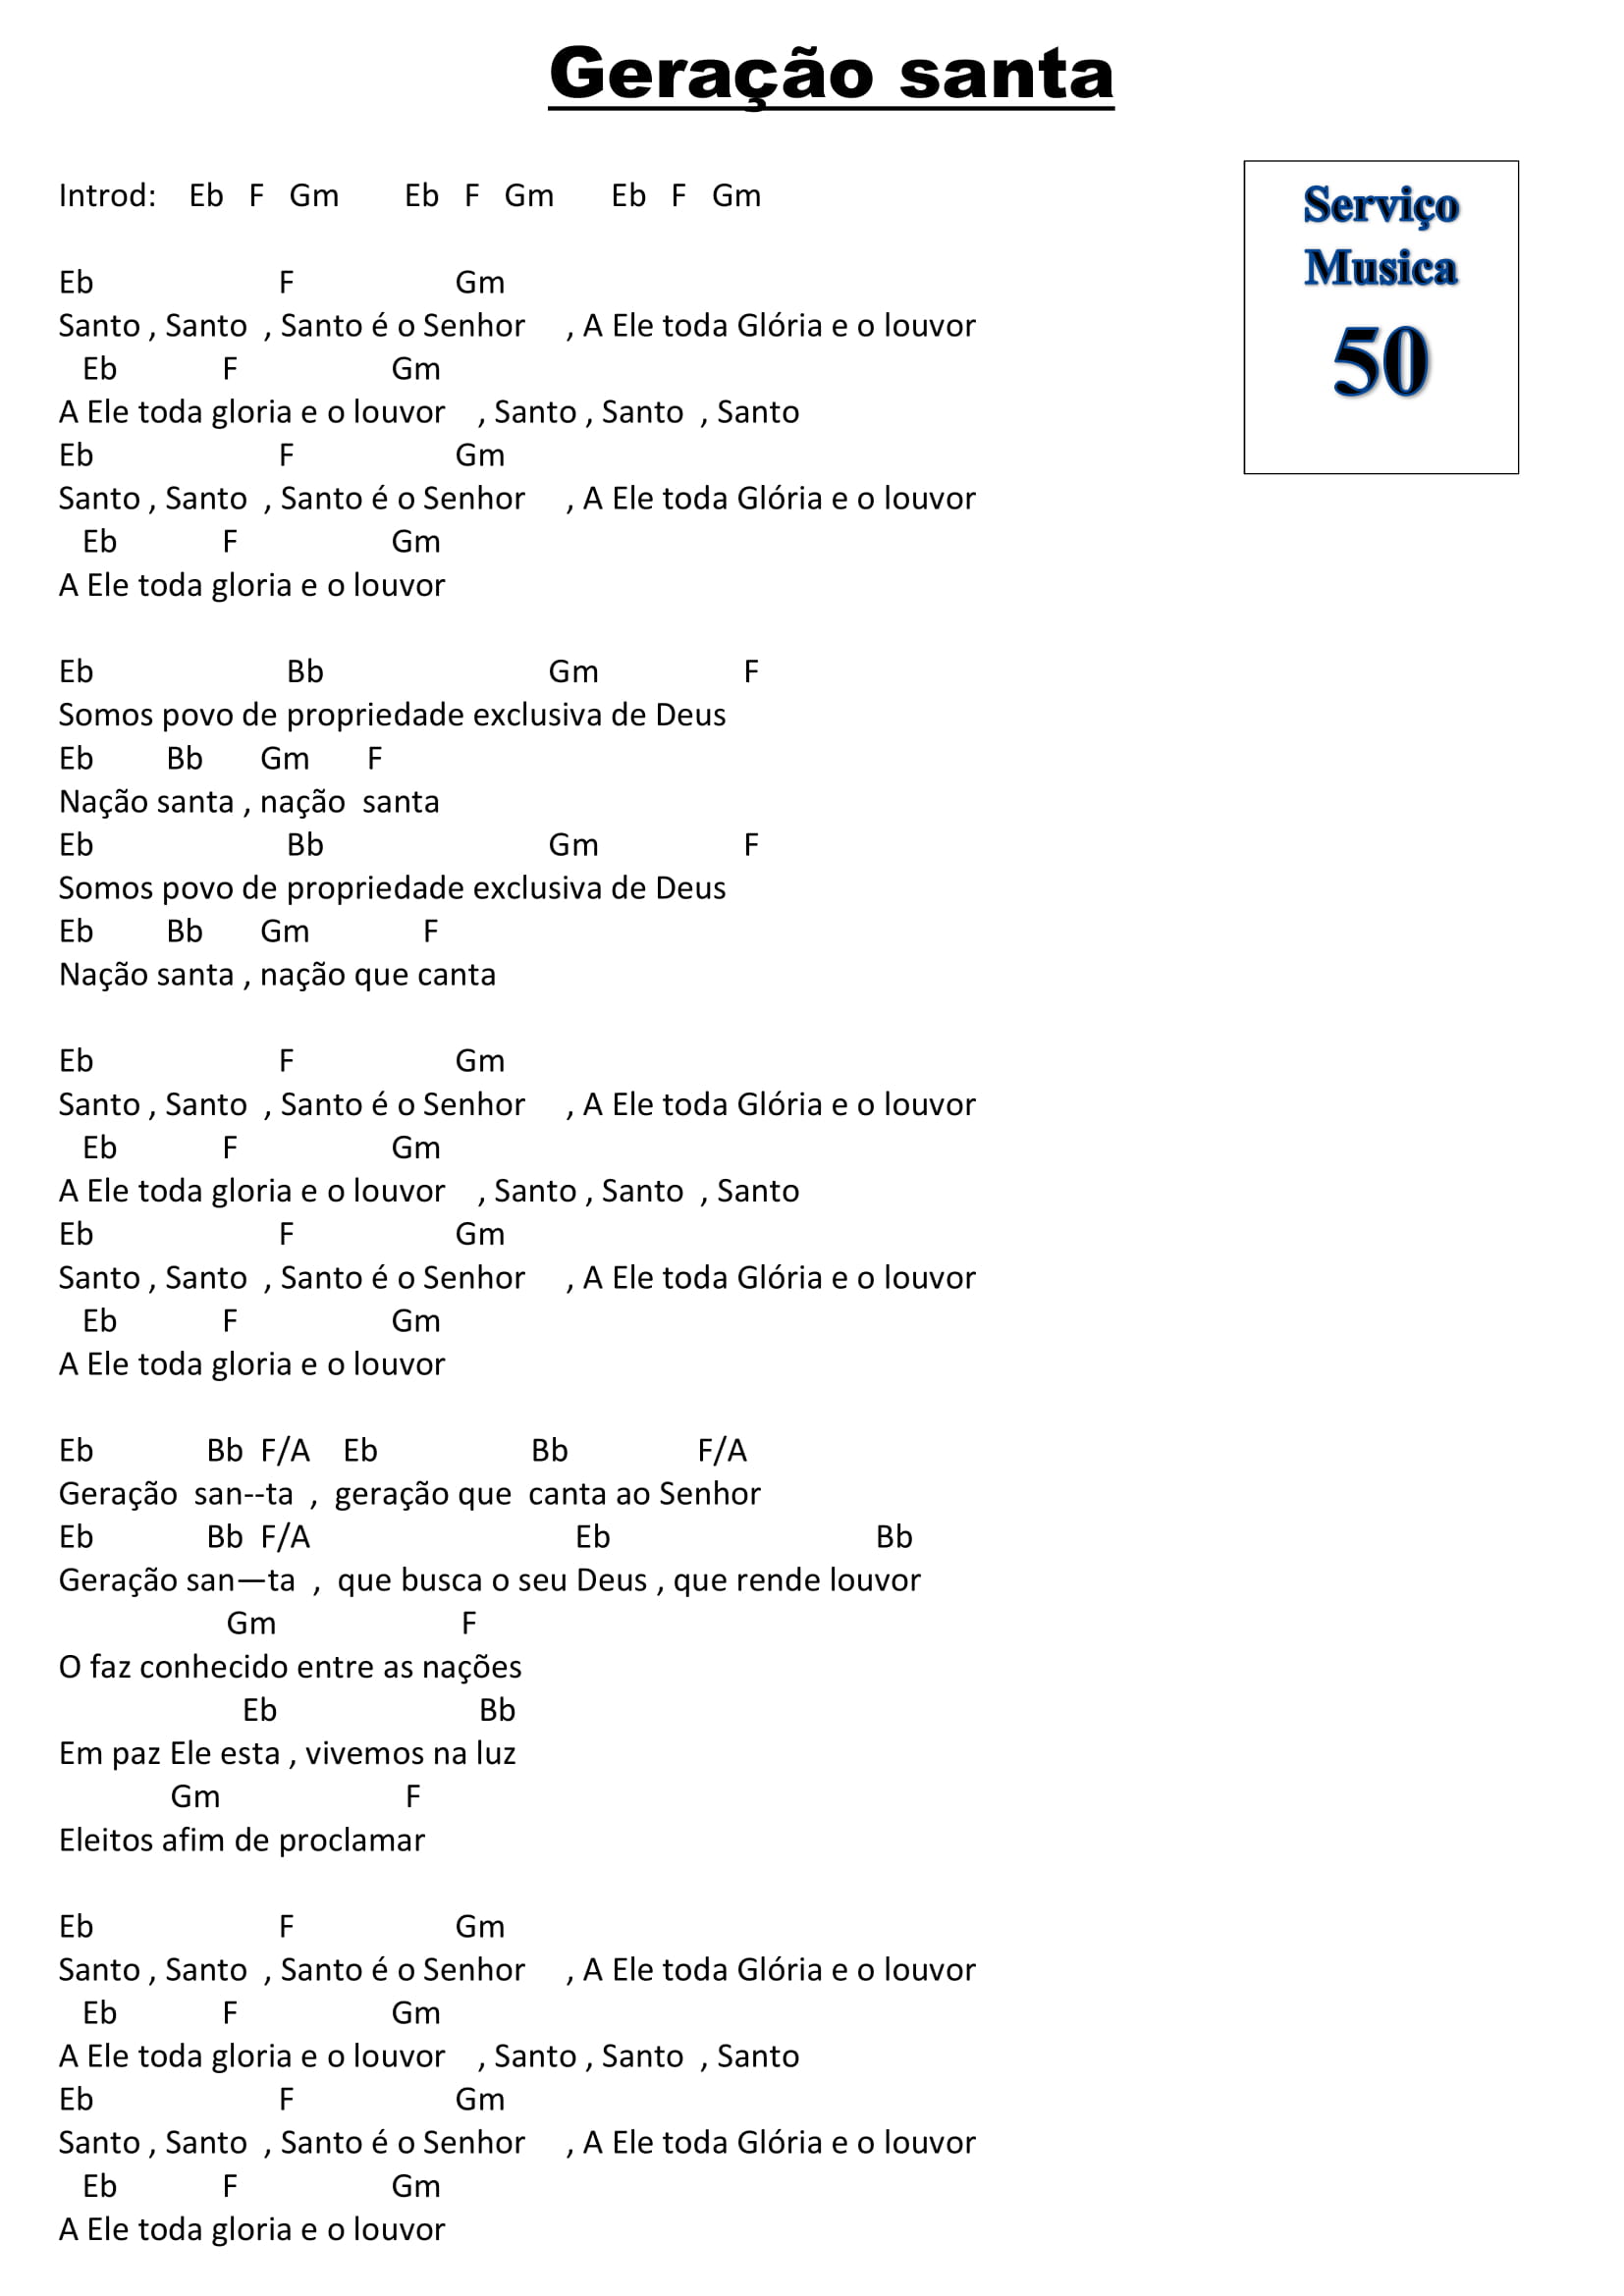 Geração santa
Serviço
Musica
50
Introd:    Eb   F   Gm        Eb   F   Gm       Eb   F   Gm
Eb                       F                    Gm
Santo , Santo  , Santo é o Senhor     , A Ele toda Glória e o louvor
   Eb             F                   Gm
A Ele toda gloria e o louvor    , Santo , Santo  , Santo
Eb                       F                    Gm
Santo , Santo  , Santo é o Senhor     , A Ele toda Glória e o louvor
   Eb             F                   Gm
A Ele toda gloria e o louvor
Eb                        Bb                            Gm                  F
Somos povo de propriedade exclusiva de Deus
Eb         Bb       Gm       F
Nação santa , nação  santa
Eb                        Bb                            Gm                  F
Somos povo de propriedade exclusiva de Deus
Eb         Bb       Gm              F
Nação santa , nação que canta
Eb                       F                    Gm
Santo , Santo  , Santo é o Senhor     , A Ele toda Glória e o louvor
   Eb             F                   Gm
A Ele toda gloria e o louvor    , Santo , Santo  , Santo
Eb                       F                    Gm
Santo , Santo  , Santo é o Senhor     , A Ele toda Glória e o louvor
   Eb             F                   Gm
A Ele toda gloria e o louvor
Eb              Bb  F/A    Eb                   Bb                F/A
Geração  san--ta  ,  geração que  canta ao Senhor
Eb              Bb  F/A                                 Eb                                 Bb
Geração san—ta  ,  que busca o seu Deus , que rende louvor
                     Gm                       F
O faz conhecido entre as nações
                       Eb                         Bb
Em paz Ele esta , vivemos na luz
              Gm                       F
Eleitos afim de proclamar
Eb                       F                    Gm
Santo , Santo  , Santo é o Senhor     , A Ele toda Glória e o louvor
   Eb             F                   Gm
A Ele toda gloria e o louvor    , Santo , Santo  , Santo
Eb                       F                    Gm
Santo , Santo  , Santo é o Senhor     , A Ele toda Glória e o louvor
   Eb             F                   Gm
A Ele toda gloria e o louvor